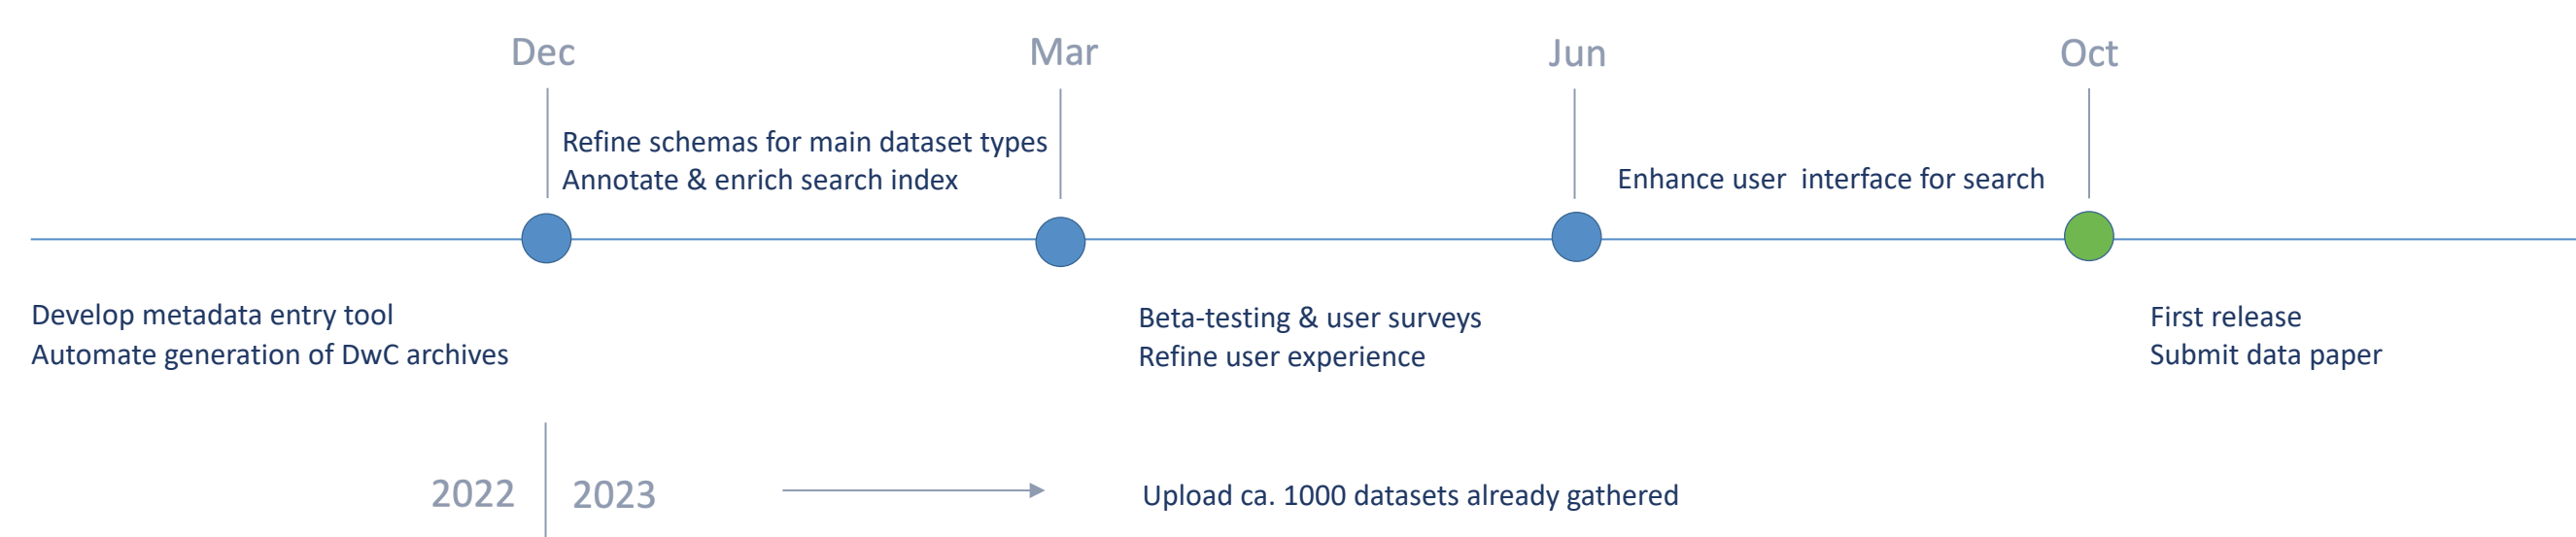 Dec
Mar
Jun
Oct
Refine schemas for main dataset types
Annotate & enrich search index
Enhance user  interface for search
Develop metadata entry tool
Automate generation of DwC archives
Beta-testing & user surveys
Refine user experience
First release
Submit data paper
2022
2023
Upload ca. 1000 datasets already gathered